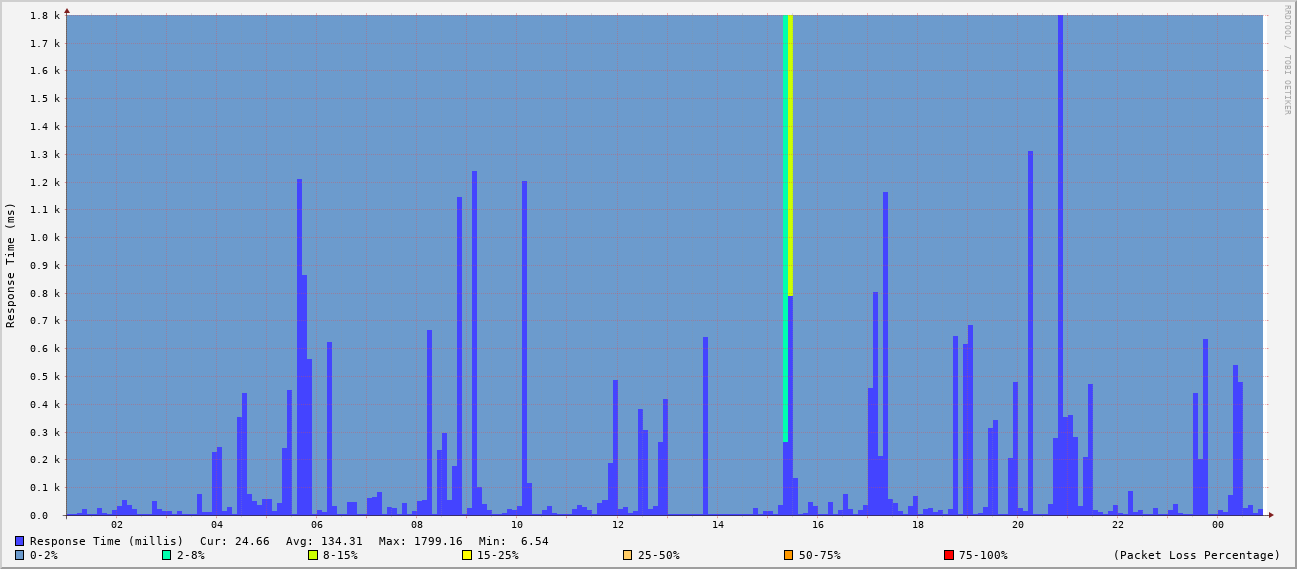 RRDTOOL / TOBI OETIKER
Response Time (ms)
1.8 k
1.7 k
1.6 k
1.5 k
1.4 k
1.3 k
1.2 k
1.1 k
1.0 k
0.9 k
0.8 k
0.7 k
0.6 k
0.5 k
0.4 k
0.3 k
0.2 k
0.1 k
0.0
02 04 06 08 10 12 14 16 18 20 22 00
Response Time (millis) Cur: 24.66 Avg: 134.31 Max: 1799.16 Min: 6.54
0-2% 2-8% 8-15% 15-25% 25-50% 50-75% 75-100% (Packet Loss Percentage)